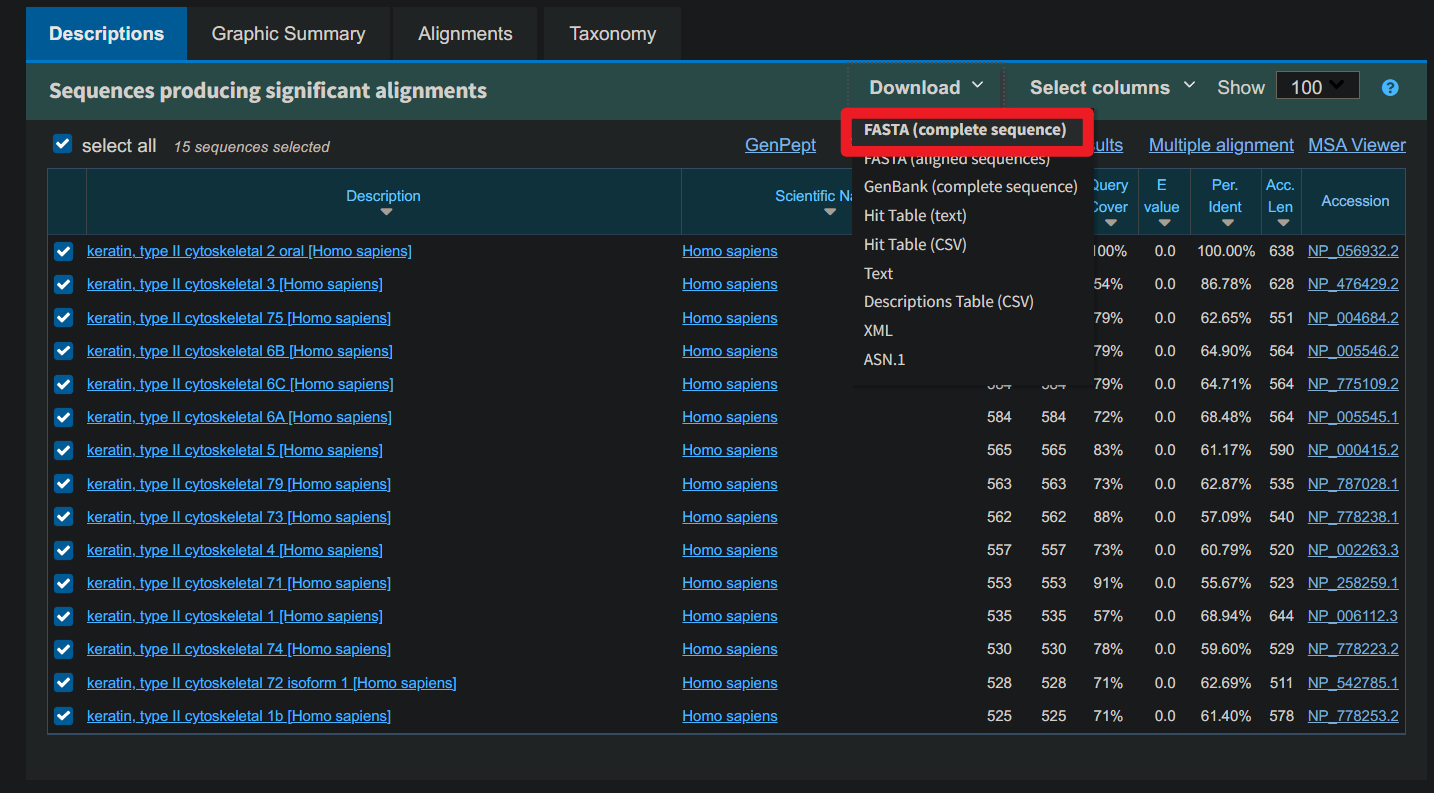 Descriptions Graphic Summary Alignments Taxonomy
Sequences producing significant alignments Download Select columns Show 100 ?
select all 15 sequences selected GenPept Multiple alignment MSA Viewer
FASTA (complete sequence)
FASTA (aligned sequences)
GenBank (complete sequence)
Hit Table (text)
Hit Table (CSV)
Text
Descriptions Table (CSV)
XML
ASN.1
Description Scientific Query Cover E value Per. Ident Acc. Len Accession
keratin, type II cytoskeletal 2 oral [Homo sapiens] Homo sapiens 100% 0.0 100.00% 638 NP_056932.2
keratin, type II cytoskeletal 3 [Homo sapiens] Homo sapiens 54% 0.0 86.78% 628 NP_476429.2
keratin, type II cytoskeletal 75 [Homo sapiens] Homo sapiens 79% 0.0 62.65% 551 NP_004684.2
keratin, type II cytoskeletal 6B [Homo sapiens] Homo sapiens 79% 0.0 64.90% 564 NP_005546.2
keratin, type II cytoskeletal 6C [Homo sapiens] Homo sapiens 79% 0.0 64.71% 564 NP_775109.2
keratin, type II cytoskeletal 6A [Homo sapiens] Homo sapiens 584 584 72% 0.0 68.48% 564 NP_005545.1
keratin, type II cytoskeletal 5 [Homo sapiens] Homo sapiens 565 565 83% 0.0 61.17% 590 NP_000415.2
keratin, type II cytoskeletal 79 [Homo sapiens] Homo sapiens 563 563 73% 0.0 62.87% 535 NP_787028.1
keratin, type II cytoskeletal 73 [Homo sapiens] Homo sapiens 562 562 88% 0.0 57.09% 540 NP_778238.1
keratin, type II cytoskeletal 4 [Homo sapiens] Homo sapiens 557 557 73% 0.0 60.79% 520 NP_002263.3
keratin, type II cytoskeletal 71 [Homo sapiens] Homo sapiens 553 553 91% 0.0 55.67% 523 NP_258259.1
keratin, type II cytoskeletal 1 [Homo sapiens] Homo sapiens 535 535 57% 0.0 68.94% 644 NP_006112.3
keratin, type II cytoskeletal 74 [Homo sapiens] Homo sapiens 530 530 78% 0.0 59.60% 529 NP_778223.2
keratin, type II cytoskeletal 72 isoform 1 [Homo sapiens] Homo sapiens 528 528 71% 0.0 62.69% 511 NP_542785.1
keratin, type II cytoskeletal 1b [Homo sapiens] Homo sapiens 525 525 71% 0.0 61.40% 578 NP_778253.2